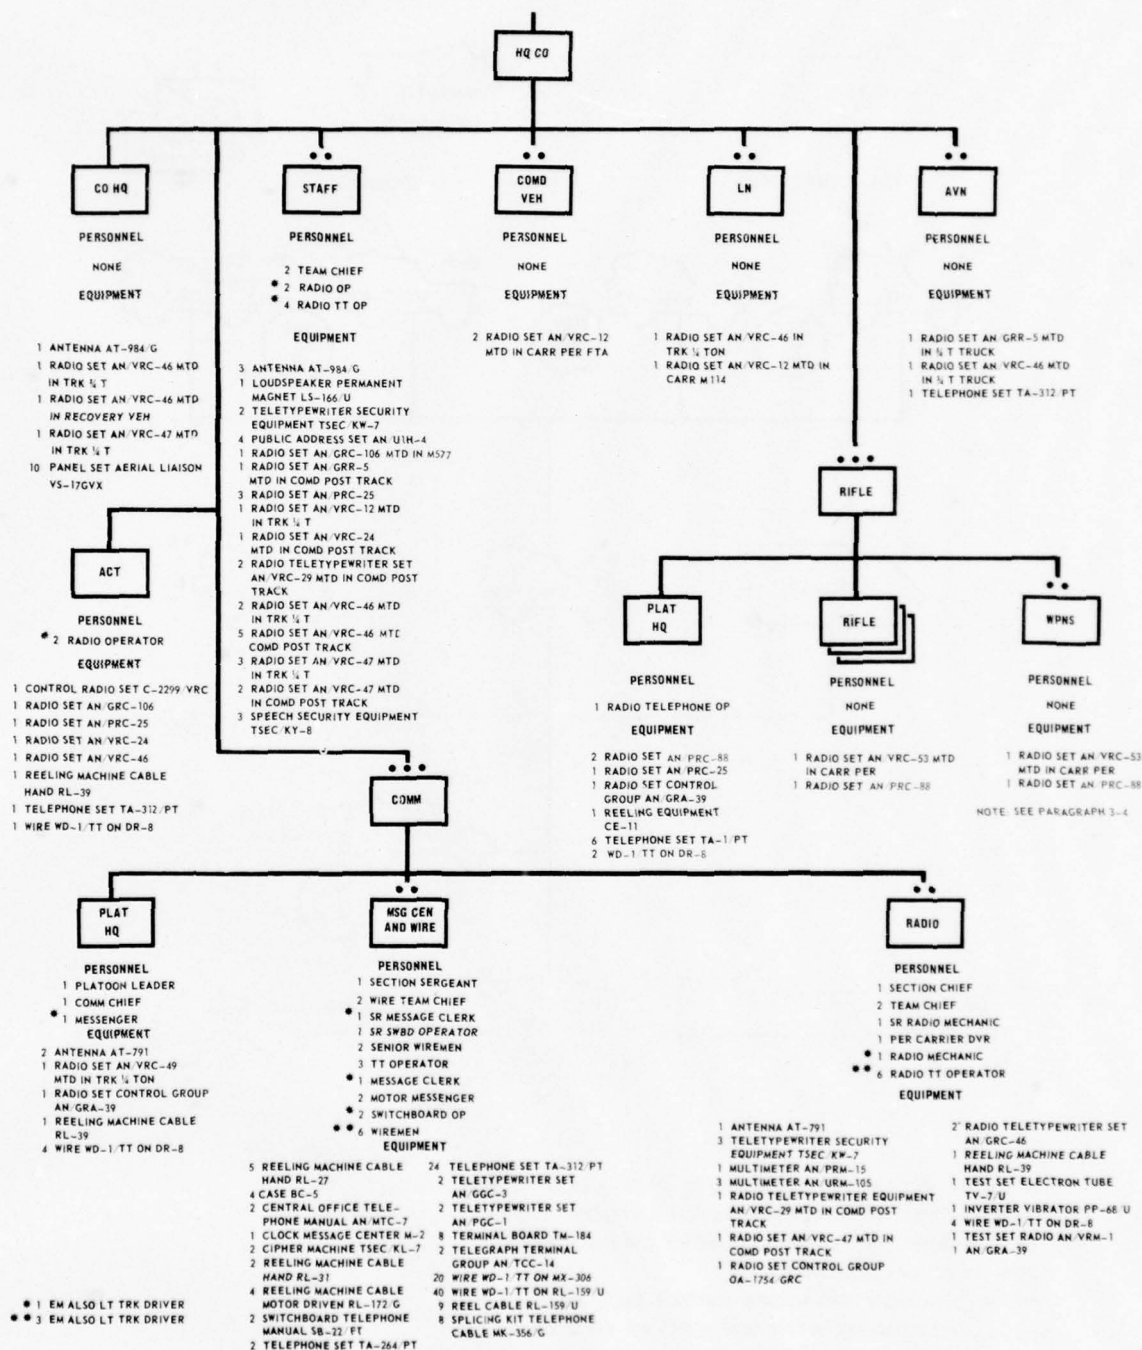 HQ CO
CO HQ
PERSONNEL
NONE
EQUIPMENT
1 ANTENNA AT-984/G
1 RADIO SET AN/VRC-46 MTD
IN TRK ¼ T
1 RADIO SET AN/VRC-46 MTD
IN RECOVERY VEH
1 RADIO SET AN/VRC-47 MTD
IN TRK ¼ T
10 PANEL SET AERIAL LIAISON
VS-17GVX
STAFF
PERSONNEL
2 TEAM CHIEF
* 2 RADIO OP
* 4 RADIO TT OP
EQUIPMENT
3 ANTENNA AT-984/G
1 LOUDSPEAKER PERMANENT
MAGNET LS-166/U
2 TELETYPEWRITER SECURITY
EQUIPMENT TSEC/KW-7
4 PUBLIC ADDRESS SET AN/UIH-4
1 RADIO SET AN/GRC-106 MTD IN M577
1 RADIO SET AN/GRR-5
MTD IN COMD POST TRACK
3 RADIO SET AN/PRC-25
1 RADIO SET AN/VRC-12 MTD
IN TRK ¼ T
1 RADIO SET AN/VRC-24
MTD IN COMD POST TRACK
2 RADIO TELETYPEWRITER SET
AN/VRC-29 MTD IN COMD POST
TRACK
2 RADIO SET AN/VRC-46 MTD
IN TRK ¼ T
5 RADIO SET AN/VRC-46 MTD
COMD POST TRACK
3 RADIO SET AN/VRC-47 MTD
IN TRK ¼ T
2 RADIO SET AN/VRC-47 MTD
IN COMD POST TRACK
3 SPEECH SECURITY EQUIPMENT
TSEC/KY-8
COMD
VEH
PERSONNEL
NONE
EQUIPMENT
2 RADIO SET AN/VRC-12
MTD IN CARR PER FTA
LN
PERSONNEL
NONE
EQUIPMENT
1 RADIO SET AN/VRC-46 IN
TRK ¼ TON
1 RADIO SET AN/VRC-12 MTD IN
CARR M114
AVN
PERSONNEL
NONE
EQUIPMENT
1 RADIO SET AN/GRR-5 MTD
IN ¾ T TRUCK
1 RADIO SET AN/VRC-46 MTD
IN ¾ T TRUCK
1 TELEPHONE SET TA-312/PT
ACT
PERSONNEL
* 2 RADIO OPERATOR
EQUIPMENT
1 CONTROL RADIO SET C-2299/VRC
1 RADIO SET AN/GRC-106
1 RADIO SET AN/PRC-25
1 RADIO SET AN/VRC-24
1 RADIO SET AN/VRC-46
1 REELING MACHINE CABLE
HAND RL-39
1 TELEPHONE SET TA-312/PT
1 WIRE WD-1/TT ON DR-8
RIFLE
PLAT
HQ
PERSONNEL
1 RADIO TELEPHONE OP
EQUIPMENT
2 RADIO SET AN PRC-88
1 RADIO SET AN PRC-25
1 RADIO SET CONTROL
GROUP AN/GRA-39
1 REELING EQUIPMENT
CE-11
6 TELEPHONE SET TA-1/PT
2 WD-1/TT ON DR-8
RIFLE
PERSONNEL
NONE
EQUIPMENT
1 RADIO SET AN VRC-53 MTD
IN CARR PER
1 RADIO SET AN PRC-88
WPNS
PERSONNEL
NONE
EQUIPMENT
1 RADIO SET AN VRC-53
MTD IN CARR PER
1 RADIO SET AN PRC-88
NOTE: SEE PARAGRAPH 3-4
COMM
PLAT
HQ
PERSONNEL
1 PLATOON LEADER
1 COMM CHIEF
* 1 MESSENGER
EQUIPMENT
2 ANTENNA AT-791
1 RADIO SET AN/VRC-49
MTD IN TRK ¼ TON
1 RADIO SET CONTROL GROUP
AN/GRA-39
1 REELING MACHINE CABLE
RL-39
4 WIRE WD-1/TT ON DR-8
MSG CEN
AND WIRE
PERSONNEL
1 SECTION SERGEANT
2 WIRE TEAM CHIEF
* 1 SR MESSAGE CLERK
1 SR SWBD OPERATOR
2 SENIOR WIREMEN
3 TT OPERATOR
* 1 MESSAGE CLERK
2 MOTOR MESSENGER
* 2 SWITCHBOARD OP
* * 6 WIREMEN
EQUIPMENT
5 REELING MACHINE CABLE
HAND RL-27
4 CASE BC-5
2 CENTRAL OFFICE TELE-
PHONE MANUAL AN/MTC-7
1 CLOCK MESSAGE CENTER M-2
2 CIPHER MACHINE TSEC/KL-7
2 REELING MACHINE CABLE
HAND RL-31
4 REELING MACHINE CABLE
MOTOR DRIVEN RL-172/G
2 SWITCHBOARD TELEPHONE
MANUAL SB-22/PT
2 TELEPHONE SET TA-264/PT
24 TELEPHONE SET TA-312/PT
2 TELETYPEWRITER SET
AN/GGC-3
2 TELETYPEWRITER SET
AN/PGC-1
8 TERMINAL BOARD TM-184
2 TELEGRAPH TERMINAL
GROUP AN/TCC-14
20 WIRE WD-1/TT ON MX-306
40 WIRE WD-1/TT ON RL-159/U
9 REEL CABLE RL-159/U
8 SPLICING KIT TELEPHONE
CABLE MK-356/G
RADIO
PERSONNEL
1 SECTION CHIEF
2 TEAM CHIEF
1 SR RADIO MECHANIC
1 PER CARRIER DVR
* 1 RADIO MECHANIC
* * 6 RADIO TT OPERATOR
EQUIPMENT
1 ANTENNA AT-791
3 TELETYPEWRITER SECURITY
EQUIPMENT TSEC/KW-7
1 MULTIMETER AN/PRM-15
3 MULTIMETER AN/URM-105
1 RADIO TELETYPEWRITER EQUIPMENT
AN/VRC-29 MTD IN COMD POST
TRACK
1 RADIO SET AN/VRC-47 MTD IN
COMD POST TRACK
1 RADIO SET CONTROL GROUP
OA-1754/GRC
2 RADIO TELETYPEWRITER SET
AN/GRC-46
1 REELING MACHINE CABLE
HAND RL-39
1 TEST SET ELECTRON TUBE
TV-7/U
1 INVERTER VIBRATOR PP-68/U
4 WIRE WD-1/TT ON DR-8
1 TEST SET RADIO AN/VRM-1
1 AN/GRA-39
* 1 EM ALSO LT TRK DRIVER
* * 3 EM ALSO LT TRK DRIVER